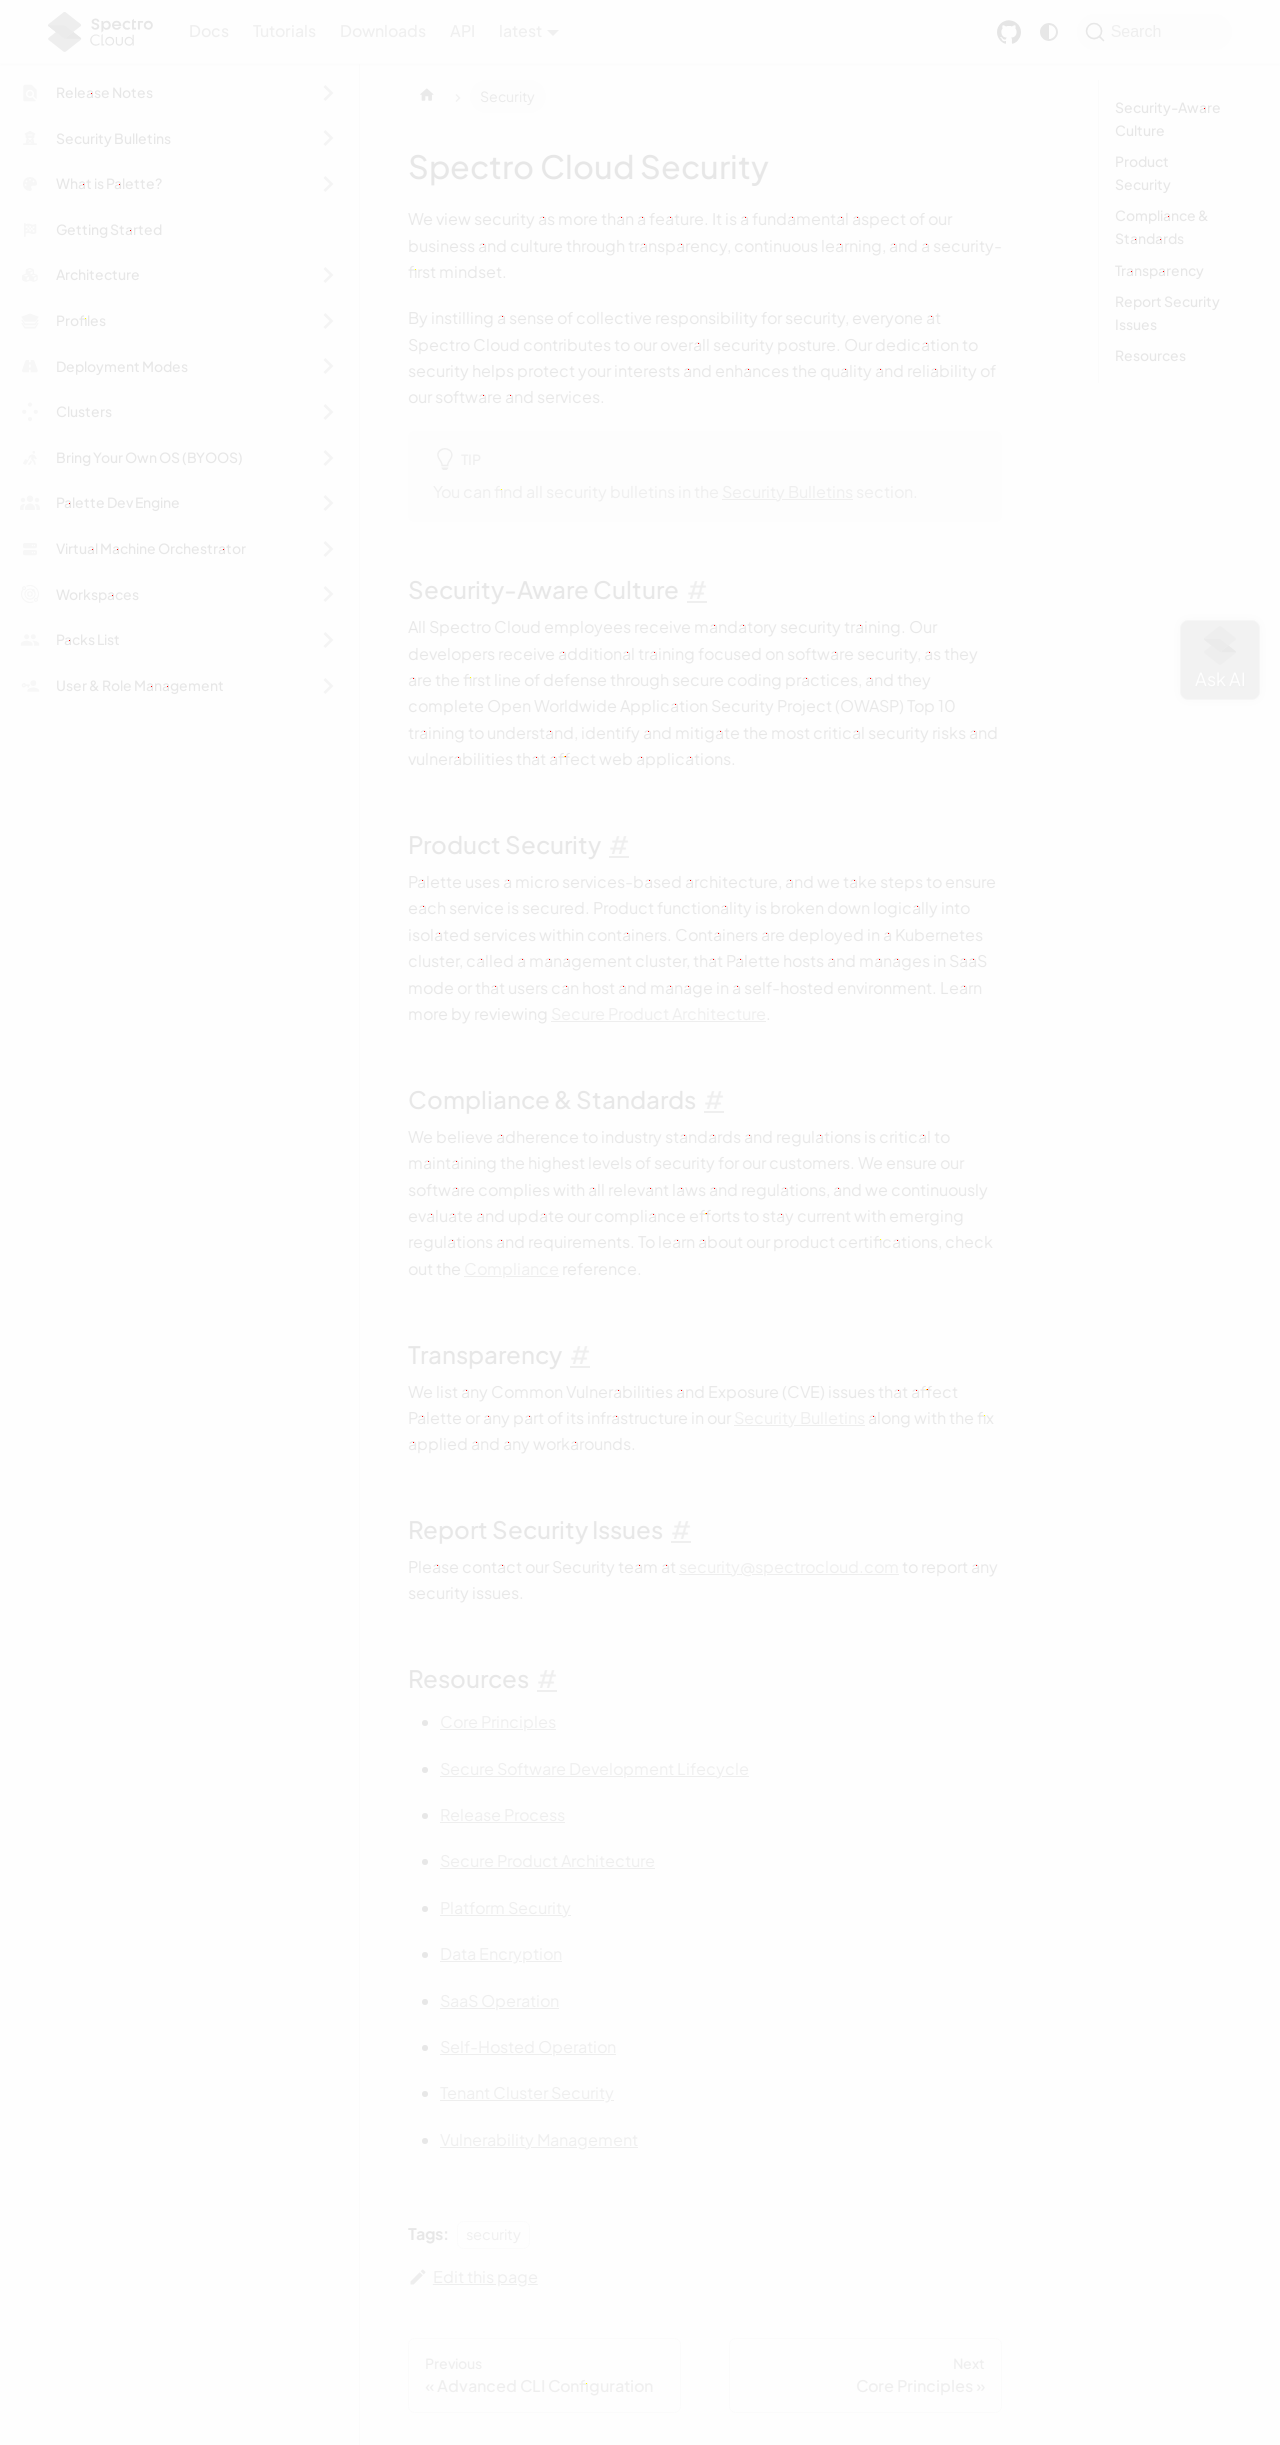 Spectro
Cloud
Docs
Tutorials
Downloads
API
latest
Search
Release Notes
Security Bulletins
What is Palette?
Getting Started
Architecture
Profiles
Deployment Modes
Clusters
Bring Your Own OS (BYOOS)
Palette Dev Engine
Virtual Machine Orchestrator
Workspaces
Packs List
User & Role Management
Security
Spectro Cloud Security
We view security as more than a feature. It is a fundamental aspect of our
business and culture through transparency, continuous learning, and a security-
first mindset.
By instilling a sense of collective responsibility for security, everyone at
Spectro Cloud contributes to our overall security posture. Our dedication to
security helps protect your interests and enhances the quality and reliability of
our software and services.
TIP
You can find all security bulletins in the Security Bulletins section.
Security-Aware Culture #
All Spectro Cloud employees receive mandatory security training. Our
developers receive additional training focused on software security, as they
are the first line of defense through secure coding practices, and they
complete Open Worldwide Application Security Project (OWASP) Top 10
training to understand, identify and mitigate the most critical security risks and
vulnerabilities that affect web applications.
Product Security #
Palette uses a micro services-based architecture, and we take steps to ensure
each service is secured. Product functionality is broken down logically into
isolated services within containers. Containers are deployed in a Kubernetes
cluster, called a management cluster, that Palette hosts and manages in SaaS
mode or that users can host and manage in a self-hosted environment. Learn
more by reviewing Secure Product Architecture.
Compliance & Standards #
We believe adherence to industry standards and regulations is critical to
maintaining the highest levels of security for our customers. We ensure our
software complies with all relevant laws and regulations, and we continuously
evaluate and update our compliance efforts to stay current with emerging
regulations and requirements. To learn about our product certifications, check
out the Compliance reference.
Transparency #
We list any Common Vulnerabilities and Exposure (CVE) issues that affect
Palette or any part of its infrastructure in our Security Bulletins along with the fix
applied and any workarounds.
Report Security Issues #
Please contact our Security team at security@spectrocloud.com to report any
security issues.
Resources #
Core Principles
Secure Software Development Lifecycle
Release Process
Secure Product Architecture
Platform Security
Data Encryption
SaaS Operation
Self-Hosted Operation
Tenant Cluster Security
Vulnerability Management
Tags: security
Edit this page
Previous
« Advanced CLI Configuration
Next
Core Principles »
Security-Aware
Culture
Product
Security
Compliance &
Standards
Transparency
Report Security
Issues
Resources
Ask AI